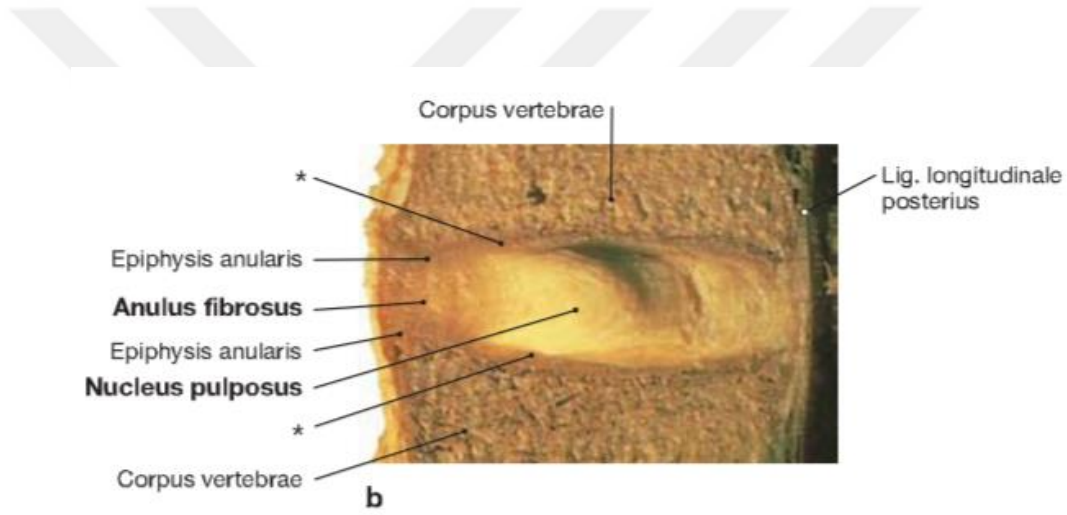 Corpus vertebrae
*
Lig. longitudinale
posterius
Epiphysis anularis
Anulus fibrosus
Epiphysis anularis
Nucleus pulposus
*
Corpus vertebrae
b